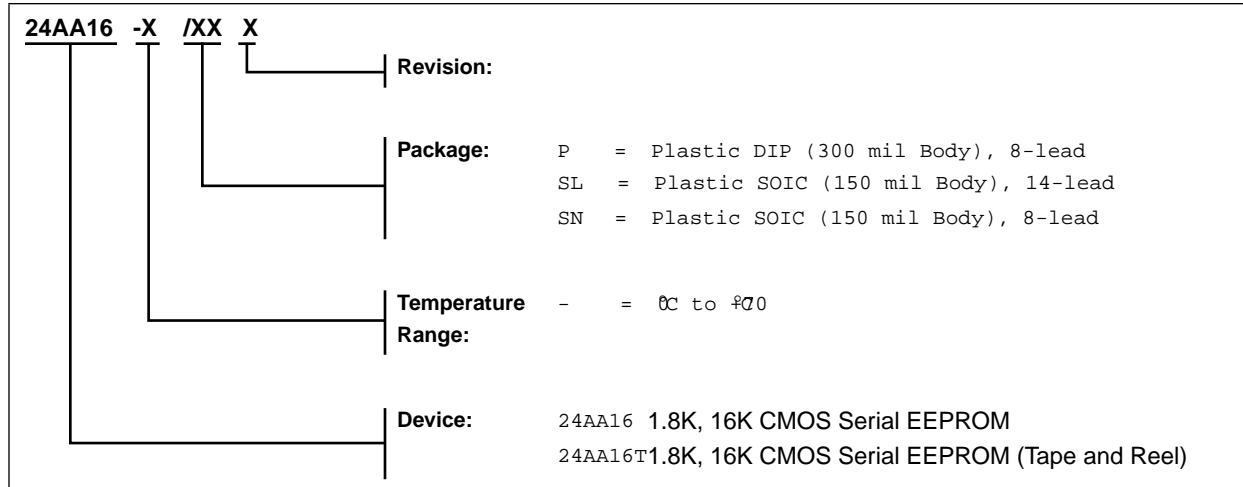 24AA16 -X /XX X
Revision:
Package: P = Plastic DIP (300 mil Body), 8-lead
SL = Plastic SOIC (150 mil Body), 14-lead
SN = Plastic SOIC (150 mil Body), 8-lead
Temperature - = to
Range:
Device: 24AA16 1.8K, 16K CMOS Serial EEPROM
24AA16T1.8K, 16K CMOS Serial EEPROM (Tape and Reel)